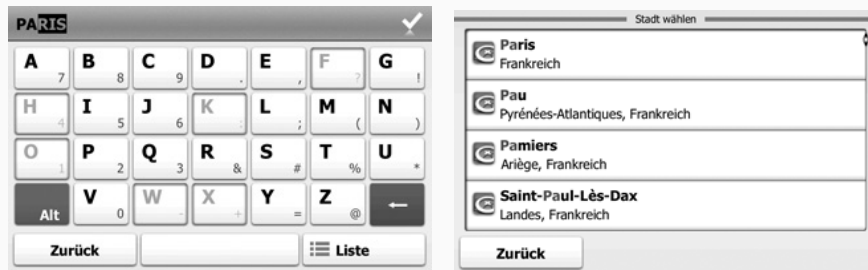 PARIS
A 7 B 8 C 9 D . E , F ? G !
H 4 I 5 J 6 K : L ; M ( N )
O 1 P 2 Q 3 R & S # T % U *
Alt V 0 W - X + Y = Z @ ←
Zurück Liste
Stadt wählen
Paris
Frankreich
Pau
Pyrénées-Atlantiques, Frankreich
Pamiers
Ariège, Frankreich
Saint-Paul-Lès-Dax
Landes, Frankreich
Zurück